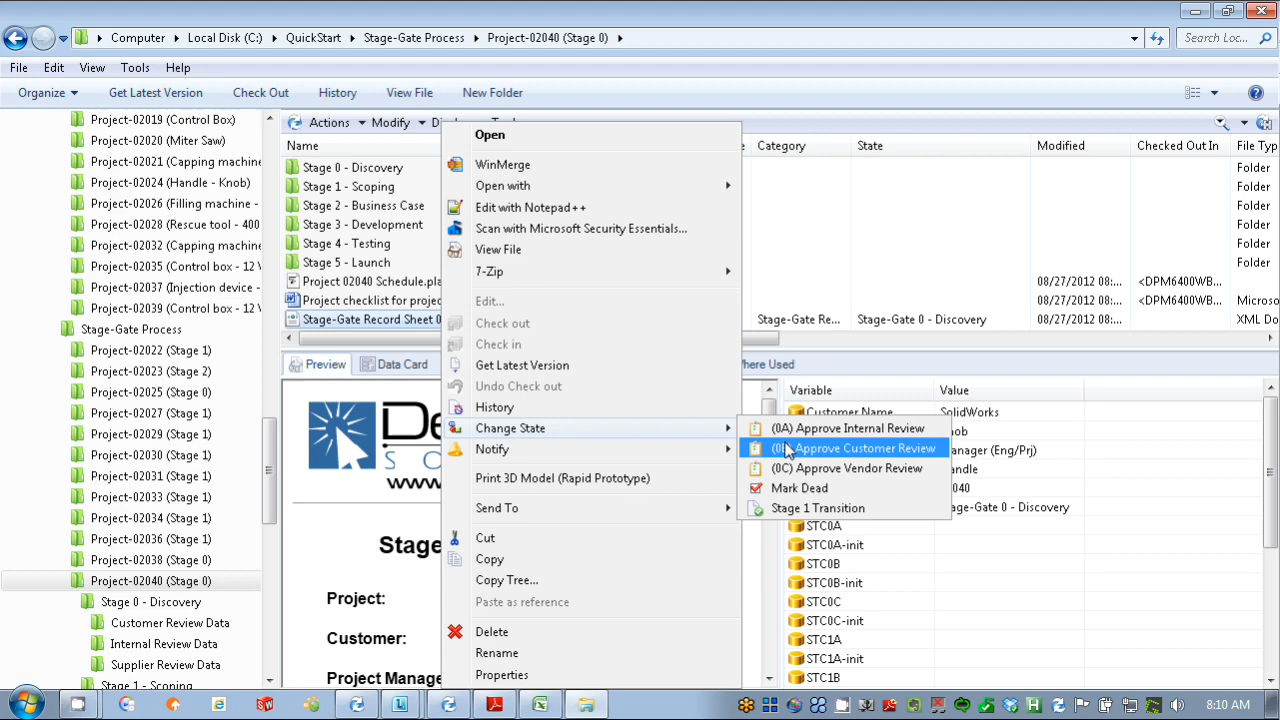 Computer
Local Disk (C:)
QuickStart
Stage-Gate Process
Project-02040 (Stage 0)
Search Loc...
File
Edit
View
Tools
Help
Organize
Get Latest Version
Check Out
History
View File
New Folder
Project-02019 (Control Box)
Project-02020 (Miter Saw)
Project-02021 (Capping machine
Project-02024 (Handle - Knob)
Project-02026 (Filling machine -
Project-02028 (Rescue tool - 400
Project-02032 (Capping machine
Project-02035 (Control box - 12 V
Project-02037 (Injection device -
Project-02039 (Control box - 12 V
Stage-Gate Process
Project-02022 (Stage 1)
Project-02023 (Stage 2)
Project-02025 (Stage 0)
Project-02027 (Stage 1)
Project-02029 (Stage 1)
Project-02030 (Stage 1)
Project-02031 (Stage 1)
Project-02033 (Stage 1)
Project-02034 (Stage 1)
Project-02036 (Stage 1)
Project-02038 (Stage 0)
Project-02040 (Stage 0)
Stage 0 - Discovery
Customer Review Data
Internal Review Data
Supplier Review Data
Stage 1 - Scoping
Actions
Modify
Name
Category
State
Modified
Checked Out In
File Typ
Stage 0 - Discovery
Folder
Stage 1 - Scoping
Folder
Stage 2 - Business Case
Folder
Stage 3 - Development
Folder
Stage 4 - Testing
Folder
Stage 5 - Launch
Folder
Project 02040 Schedule.pla
08/27/2012 08:...
<DPM6400WB...
Project checklist for projec
08/27/2012 08:...
<DPM6400WB...
Microso
Stage-Gate Record Sheet 0
Stage-Gate Re...
Stage-Gate 0 - Discovery
08/27/2012 08:...
XML Do
Preview
Data Card
here Used
De
S O
www.
Stage
Project:
Customer:
Project Manage
Open
WinMerge
Open with
Edit with Notepad++
Scan with Microsoft Security Essentials...
View File
7-Zip
Edit...
Check out
Check in
Get Latest Version
Undo Check out
History
Change State
Notify
Print 3D Model (Rapid Prototype)
Send To
Cut
Copy
Copy Tree...
Paste as reference
Delete
Rename
Properties
(0A) Approve Internal Review
Approve Customer Review
(0C) Approve Vendor Review
Mark Dead
Stage 1 Transition
Variable
Value
Customer Name
SolidWorks
nob
anager (Eng/Prj)
andle
040
age-Gate 0 - Discovery
STC0A
STC0A-init
STC0B
STC0B-init
STC0C
STC0C-init
STC1A
STC1A-init
STC1B
8:10 AM